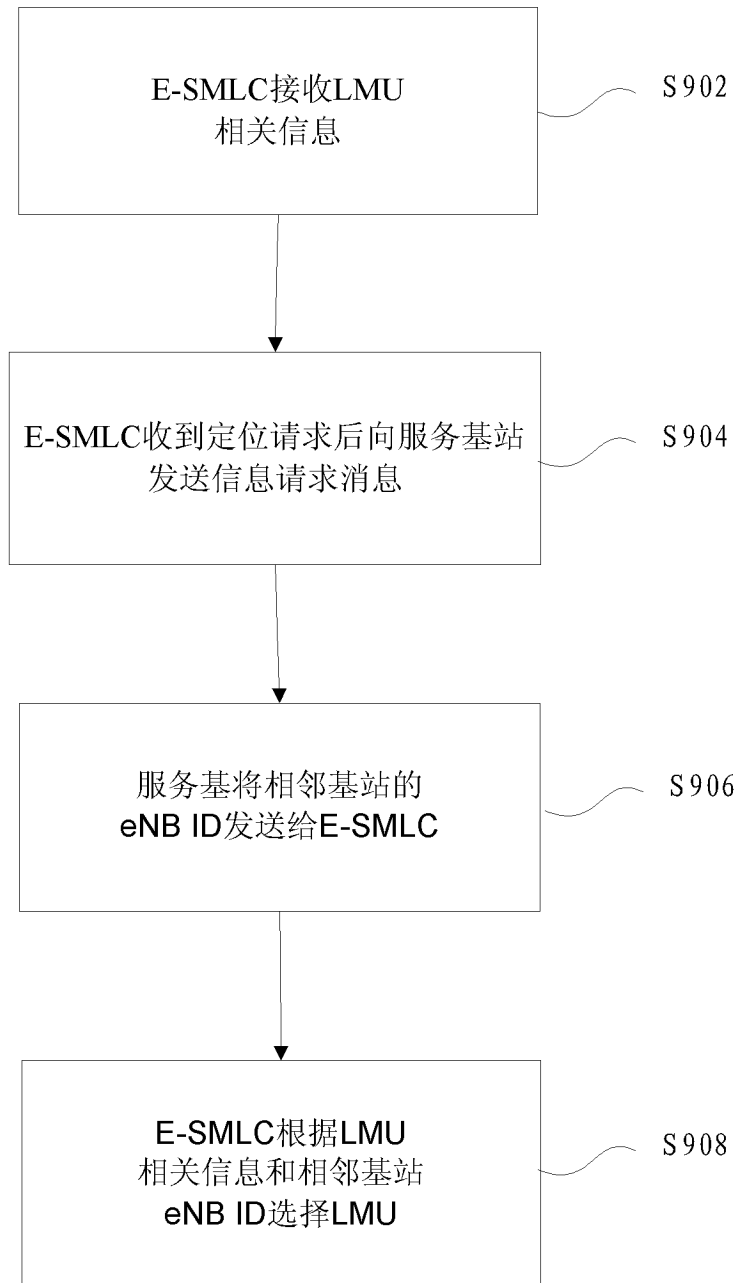 E-SMLC接收LMU
相关信息
S902
E-SMLC收到定位请求后向服务基站
发送信息请求消息
S904
服务基将相邻基站的
eNB ID发送给E-SMLC
S906
E-SMLC根据LMU
相关信息和相邻基站
eNB ID选择LMU
S908